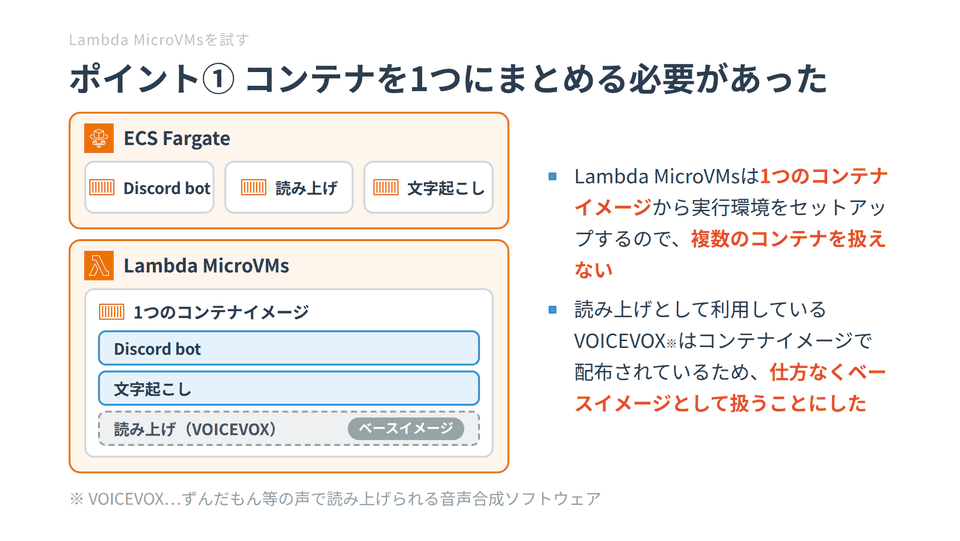 Lambda MicroVMsを試す
ポイント① コンテナを1つにまとめる必要があった
ECS Fargate
Discord bot
読み上げ
文字起こし
Lambda MicroVMs
1つのコンテナイメージ
Discord bot
文字起こし
読み上げ（VOICEVOX）
ベースイメージ
Lambda MicroVMsは1つのコンテナ
イメージから実行環境をセットアッ
プするので、複数のコンテナを扱え
ない
読み上げとして利用している
VOICEVOX※はコンテナイメージで
配布されているため、仕方なくベー
スイメージとして扱うことにした
※ VOICEVOX…ずんだもん等の声で読み上げられる音声合成ソフトウェア